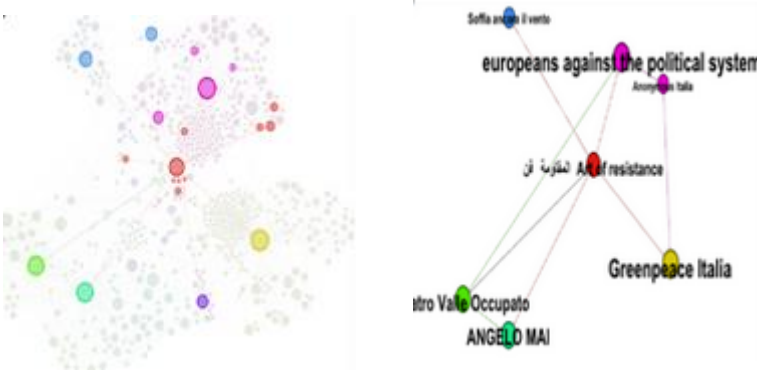 Soffia ancora il vento
europeans against the political system
Anonymous Italia
المقاومة فن Art of resistance
Greenpeace Italia
atro Valle Occupato
ANGELO MAI